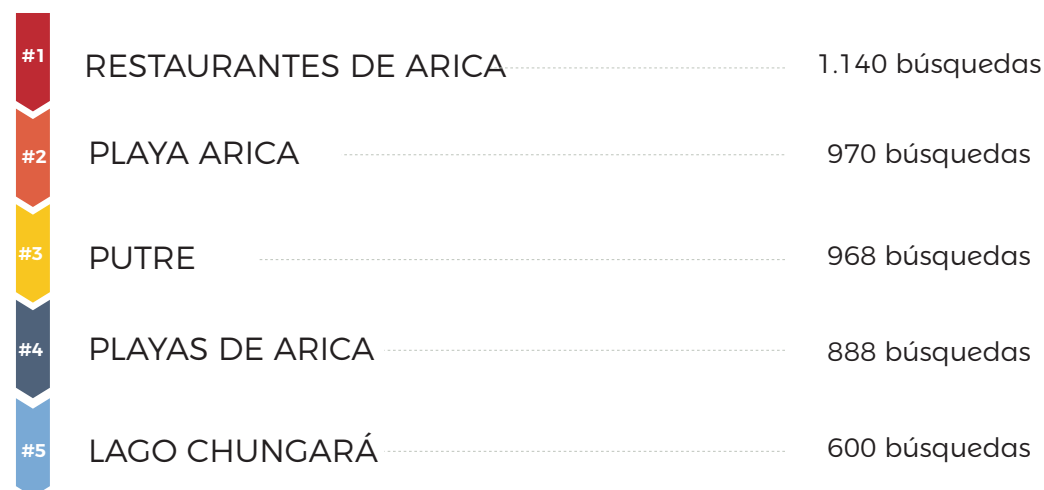 #1 RESTAURANTES DE ARICA 1.140 búsquedas
#2 PLAYA ARICA 970 búsquedas
#3 PUTRE 968 búsquedas
#4 PLAYAS DE ARICA 888 búsquedas
#5 LAGO CHUNGARÁ 600 búsquedas